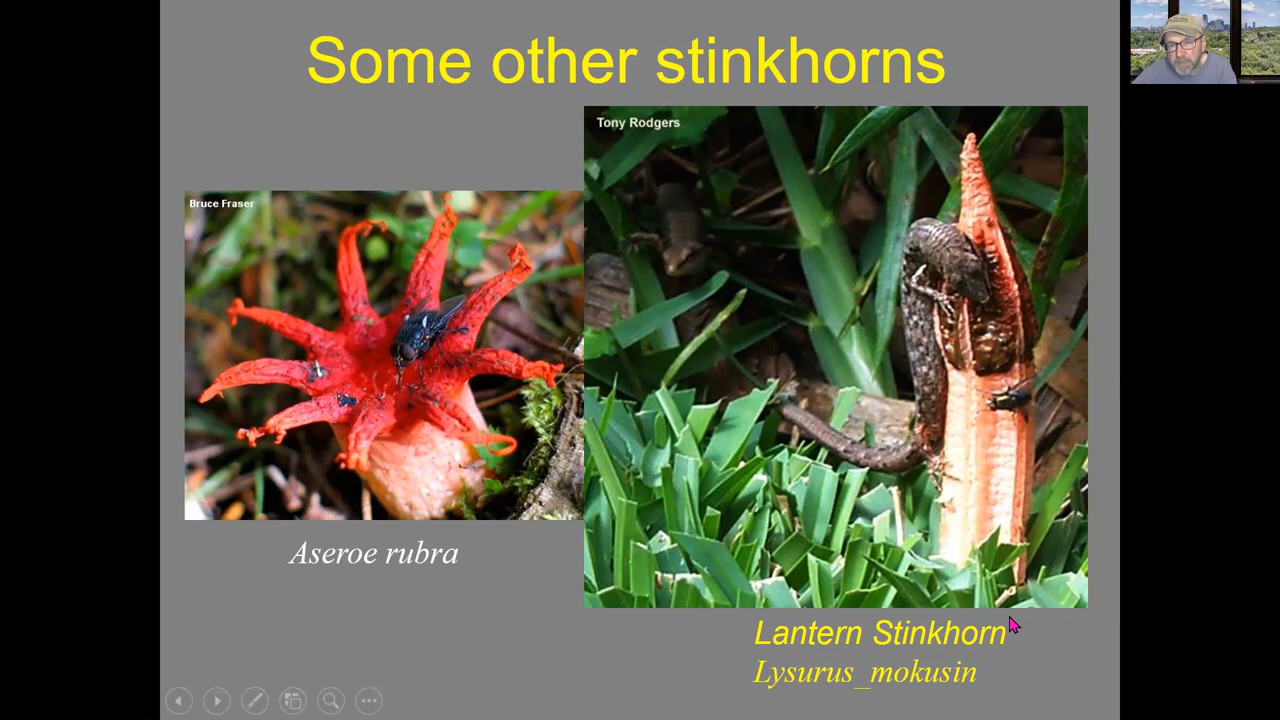 Some other stinkhorns
Tony Rodgers
Bruce Fraser
Aseroe rubra
Lantern Stinkhorn
Lysurus_mokusin